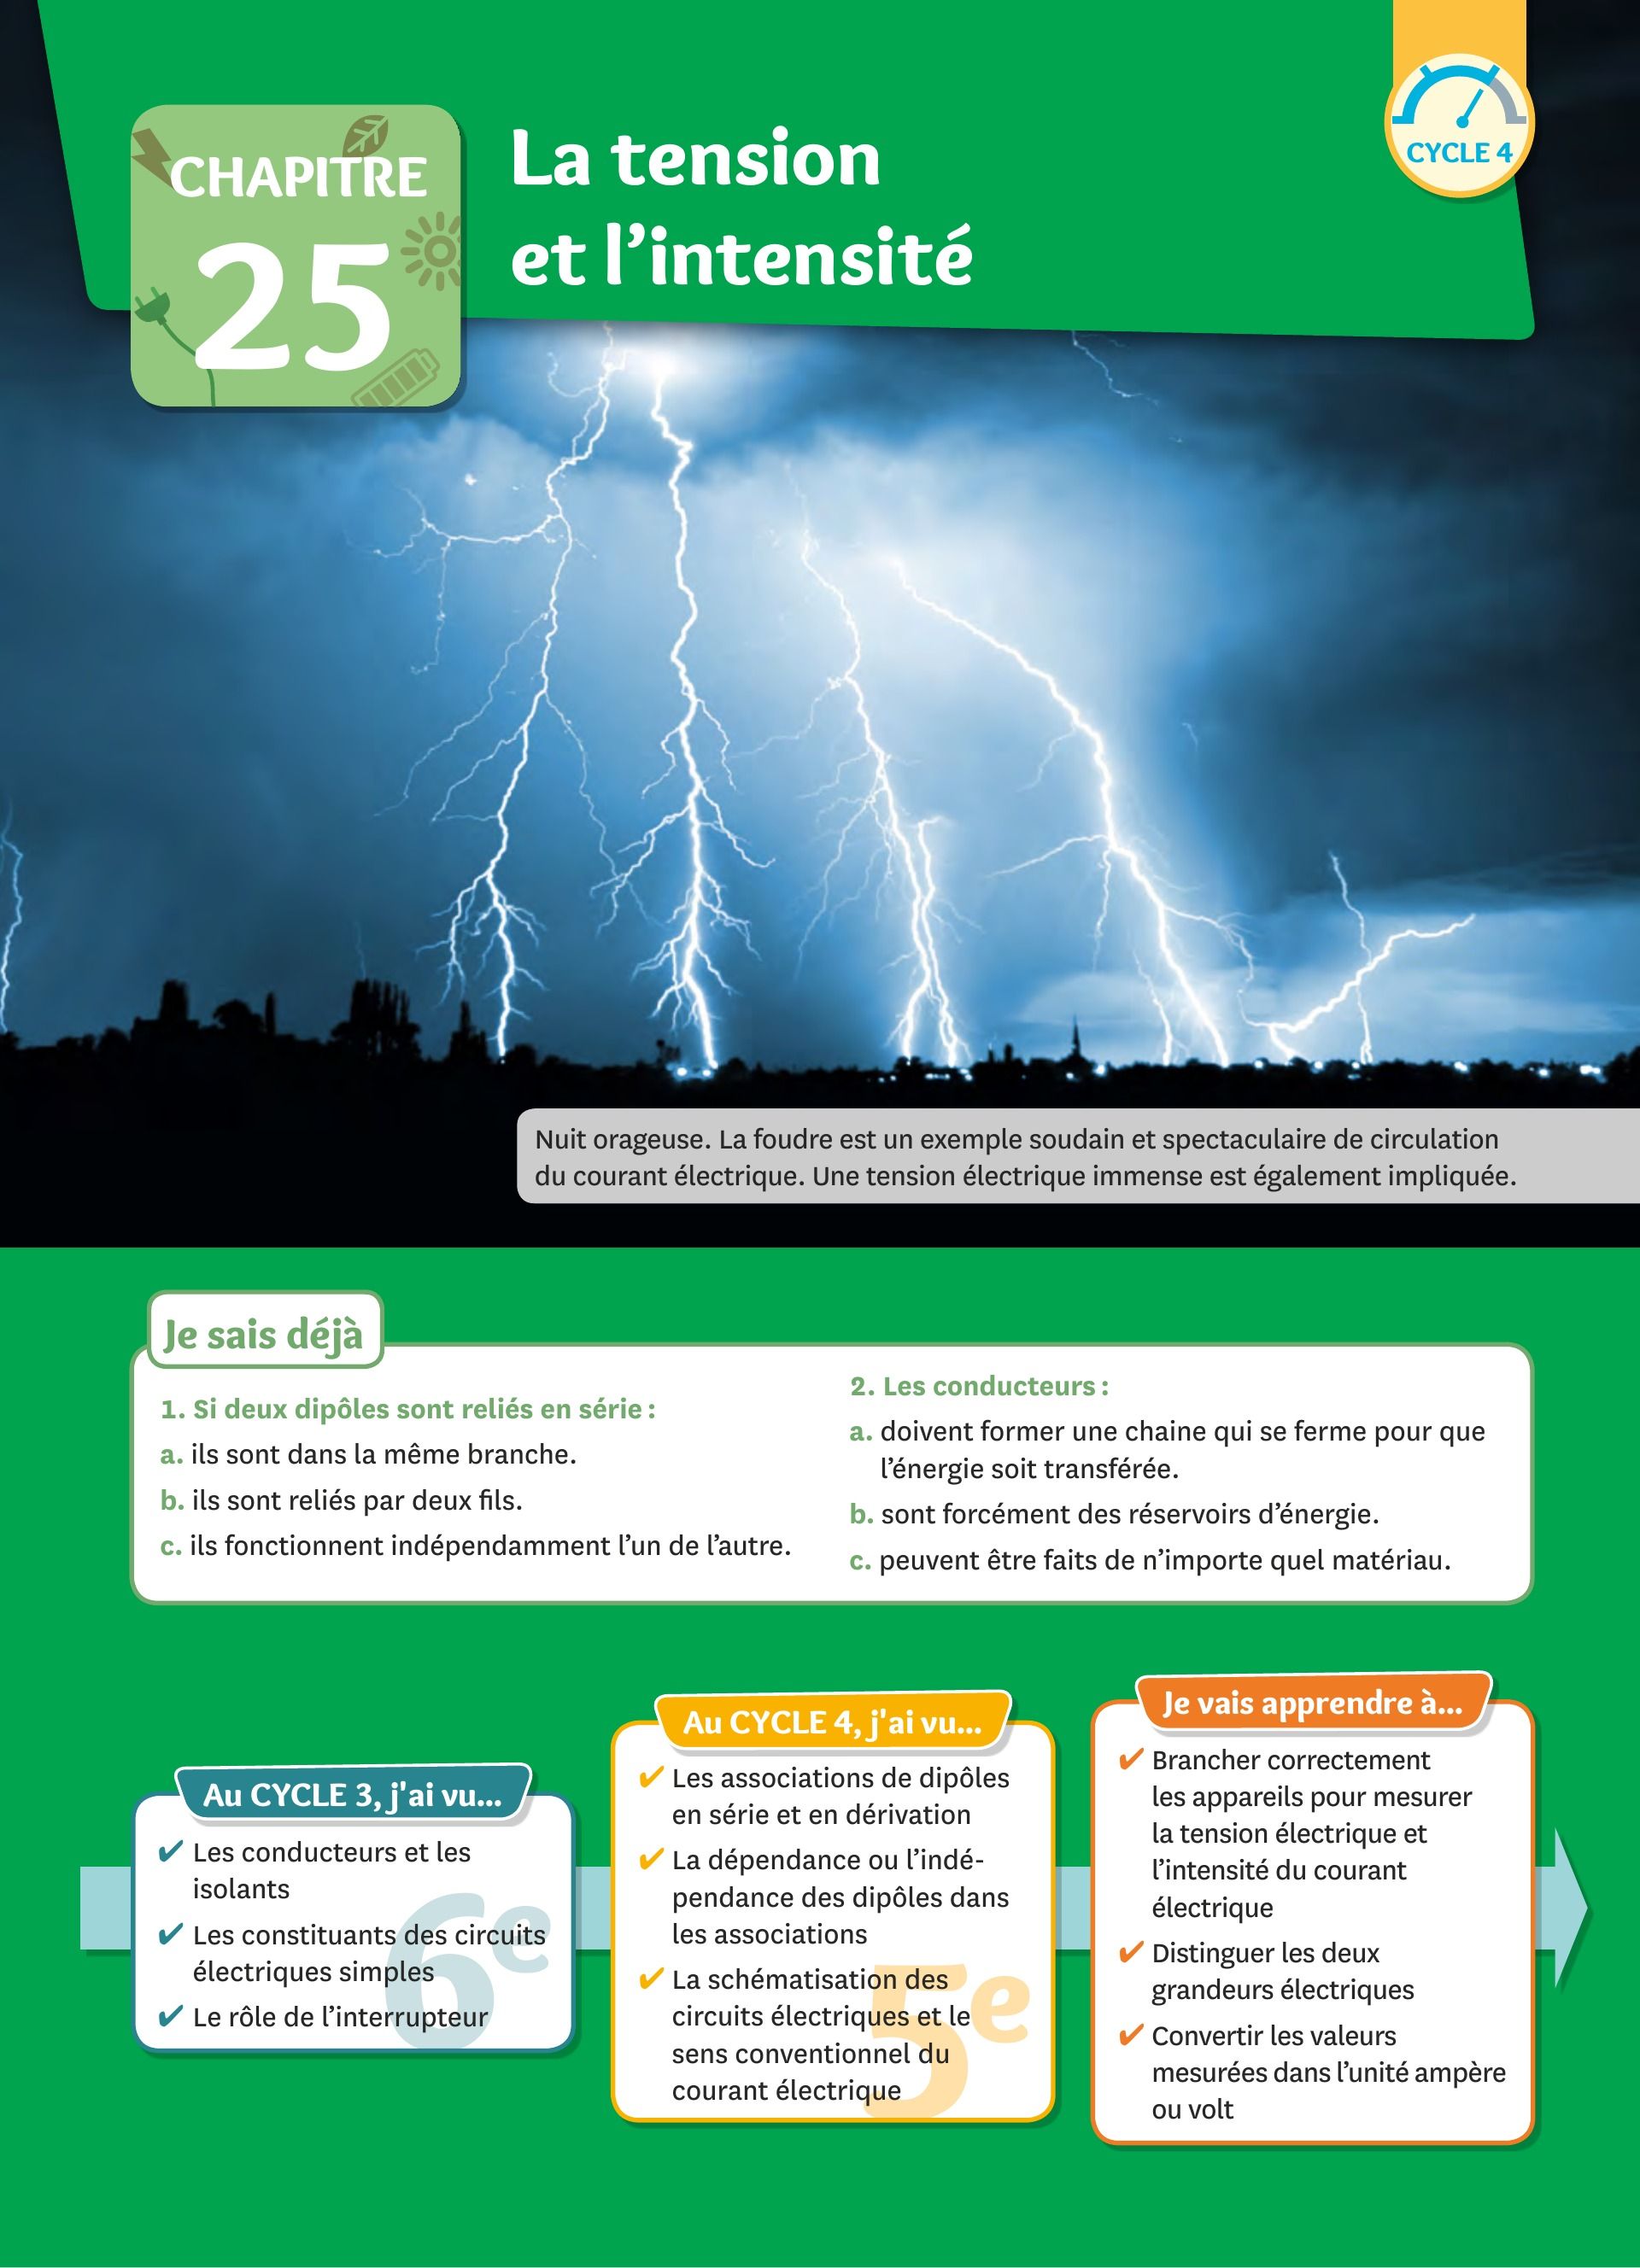 CYCLE 4
CHAPITRE
25
La tension
et l’intensité
Nuit orageuse. La foudre est un exemple soudain et spectaculaire de circulation
du courant électrique. Une tension électrique immense est également impliquée.
Je sais déjà
1. Si deux dipôles sont reliés en série :
a. ils sont dans la même branche.
b. ils sont reliés par deux fils.
c. ils fonctionnent indépendamment l’un de l’autre.
2. Les conducteurs :
a. doivent former une chaine qui se ferme pour que
l’énergie soit transférée.
b. sont forcément des réservoirs d’énergie.
c. peuvent être faits de n’importe quel matériau.
Au CYCLE 3, j'ai vu...
✔ Les conducteurs et les
isolants
✔ Les constituants des circuits
électriques simples
✔ Le rôle de l’interrupteur
6e
Au CYCLE 4, j'ai vu...
✔ Les associations de dipôles
en série et en dérivation
✔ La dépendance ou l’indé-
pendance des dipôles dans
les associations
✔ La schématisation des
circuits électriques et le
sens conventionnel du
courant électrique
5e
Je vais apprendre à...
✔ Brancher correctement
les appareils pour mesurer
la tension électrique et
l’intensité du courant
électrique
✔ Distinguer les deux
grandeurs électriques
✔ Convertir les valeurs
mesurées dans l’unité ampère
ou volt